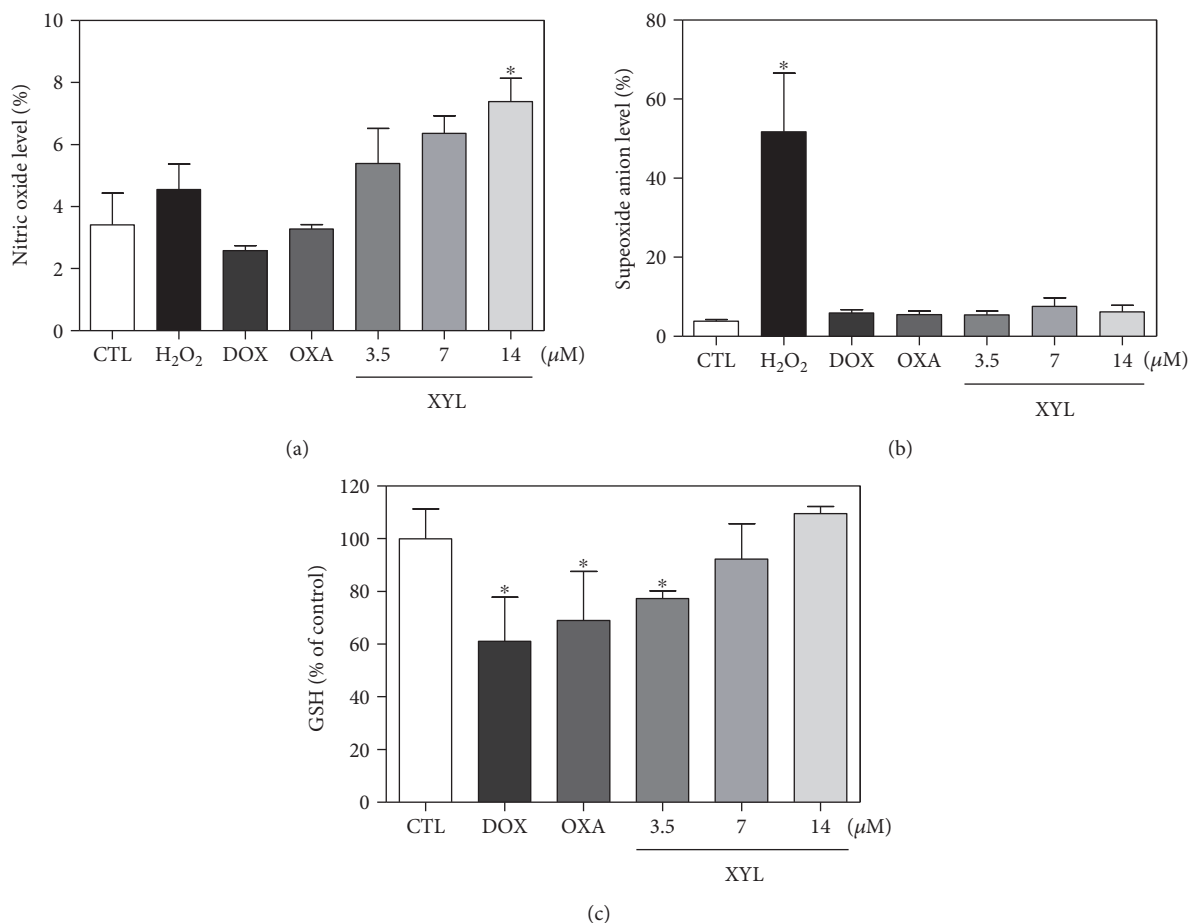 10
8
6
4
2
0
Nitric oxide level (%)
*
CTL
H₂O₂
DOX
OXA
3.5
7
14
(μM)
XYL
(a)
80
60
40
20
0
Supeoxide anion level (%)
*
CTL
H₂O₂
DOX
OXA
3.5
7
14
(μM)
XYL
(b)
120
100
80
60
40
20
0
GSH (% of control)
*
*
*
CTL
DOX
OXA
3.5
7
14
(μM)
XYL
(c)